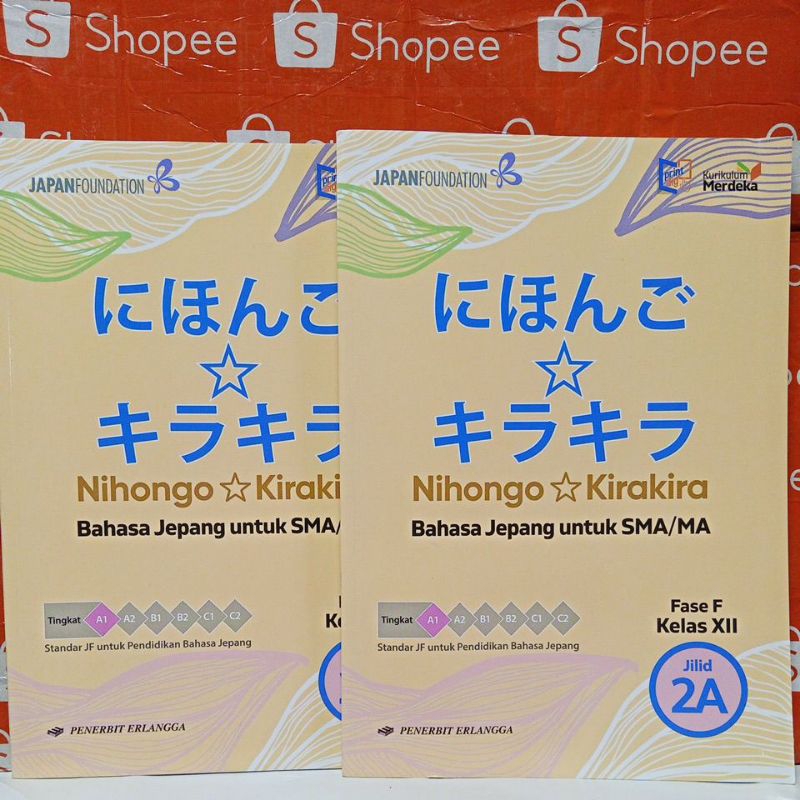 Shopee
Shopee
Shopee
JAPANFOUNDATION
にほんご
☆
キラキラ
Nihongo ☆ Kiraki
Bahasa Jepang untuk SMA/
Tingkat A1 A2 B1 B2 C1 C2
Standar JF untuk Pendidikan Bahasa Jepang
PENERBIT ERLANGGA
JAPANFOUNDATION
Kurikulum
Merdeka
にほんご
☆
キラキラ
Nihongo ☆ Kirakira
Bahasa Jepang untuk SMA/MA
Fase F
Kelas XII
Jilid
2A
Tingkat A1 A2 B1 B2 C1 C2
Standar JF untuk Pendidikan Bahasa Jepang
PENERBIT ERLANGGA